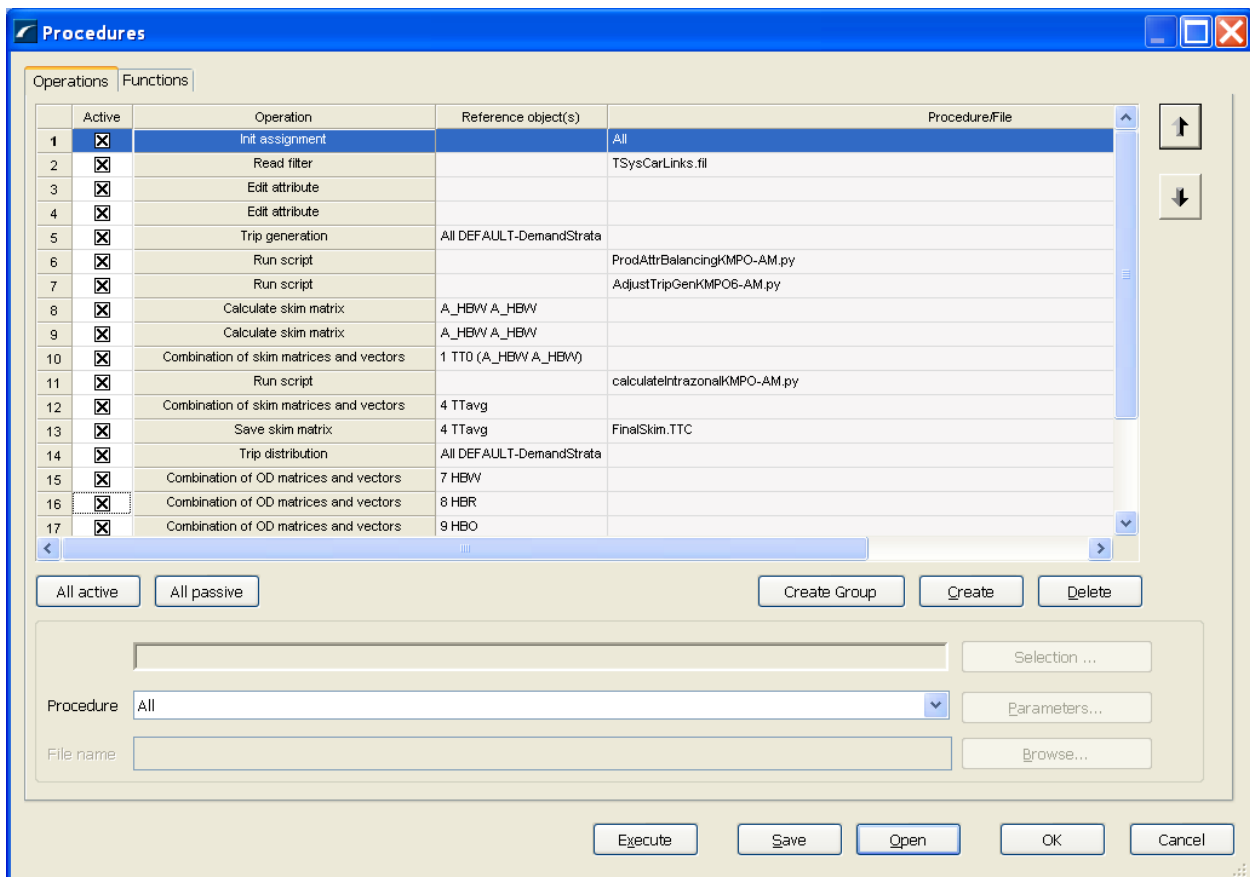 Procedures
Operations Functions
Active Operation Reference object(s) Procedure/File
1 Init assignment All
2 Read filter TSysCarLinks.fil
3 Edit attribute
4 Edit attribute
5 Trip generation All DEFAULT-DemandStrata
6 Run script ProdAttrBalancingKMPO-AM.py
7 Run script AdjustTripGenKMPO6-AM.py
8 Calculate skim matrix A_HBW A_HBW
9 Calculate skim matrix A_HBW A_HBW
10 Combination of skim matrices and vectors 1 TT0 (A_HBW A_HBW)
11 Run script calculateIntrazonalKMPO-AM.py
12 Combination of skim matrices and vectors 4 TTavg
13 Save skim matrix 4 TTavg FinalSkim.TTC
14 Trip distribution All DEFAULT-DemandStrata
15 Combination of OD matrices and vectors 7 HBW
16 Combination of OD matrices and vectors 8 HBR
17 Combination of OD matrices and vectors 9 HBO
All active All passive Create Group Create Delete
Selection ...
Procedure All Parameters...
File name Browse...
Execute Save Open OK Cancel